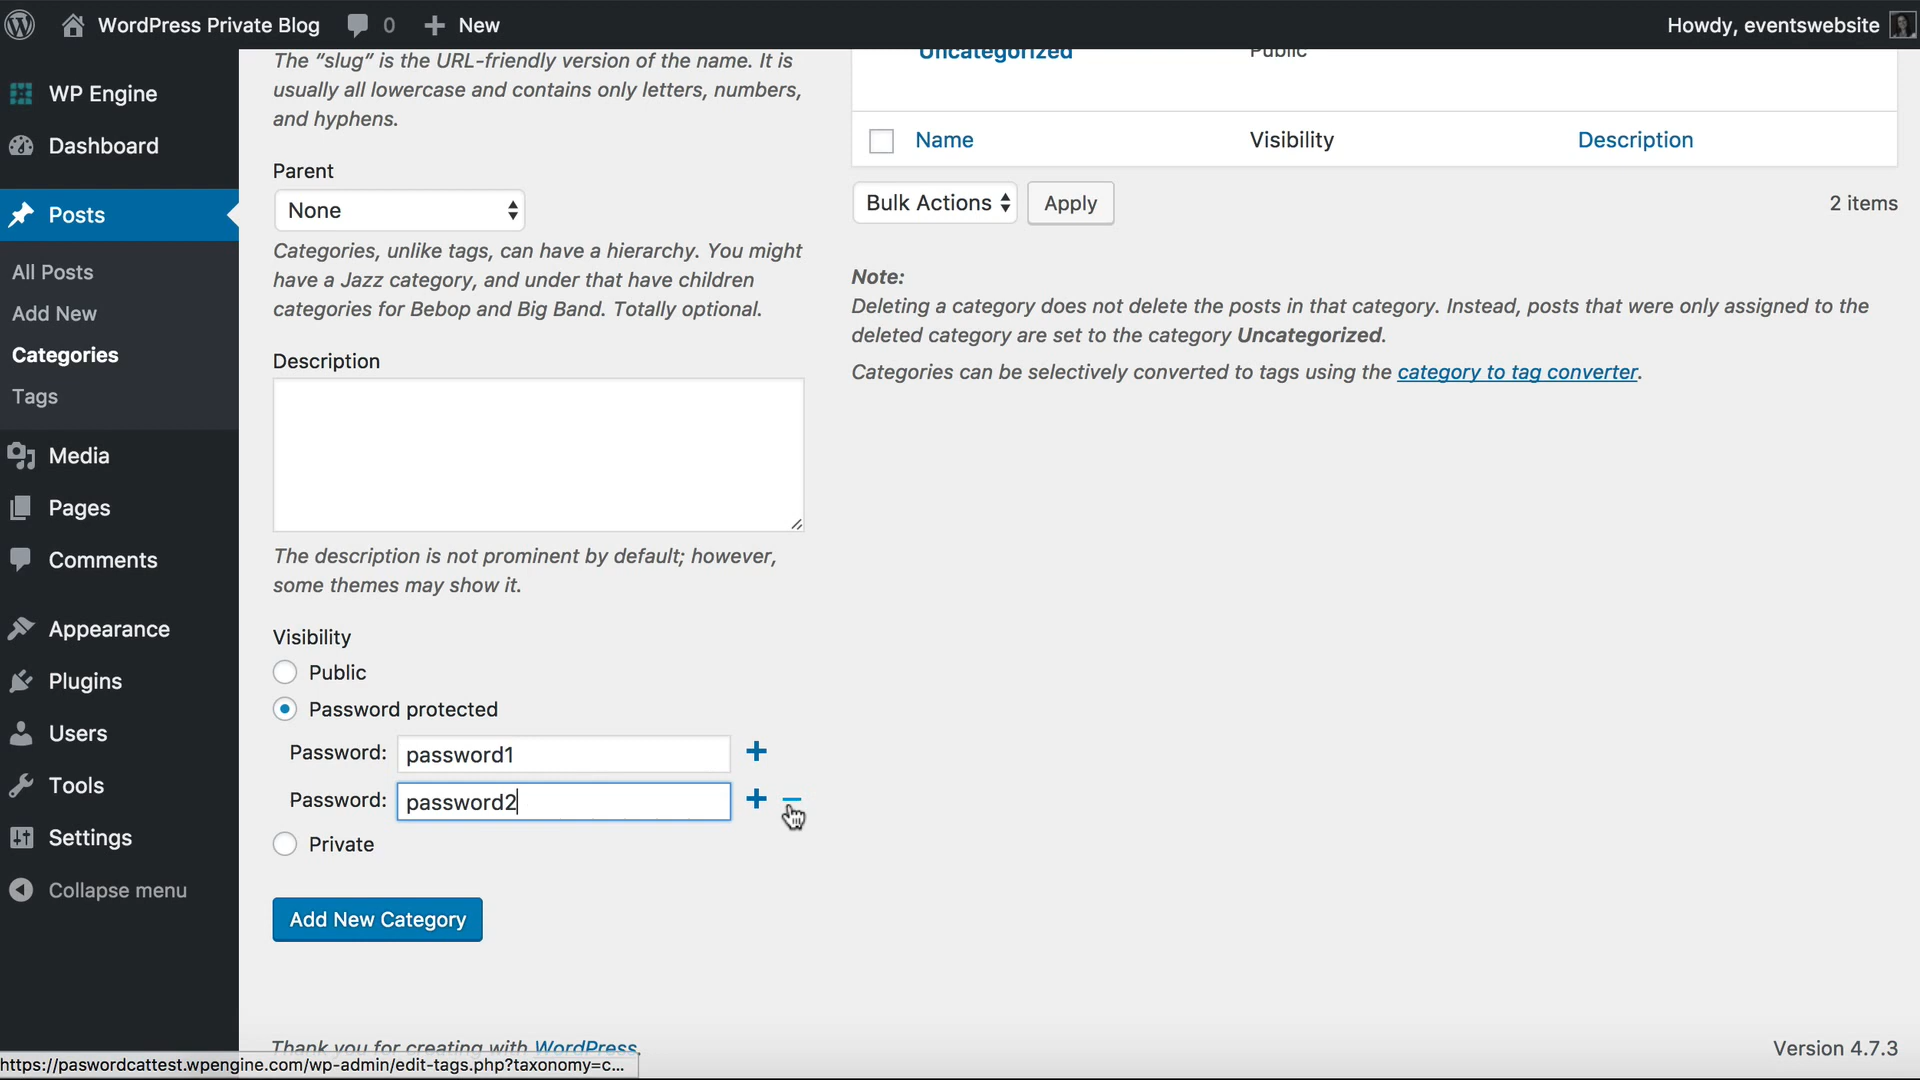 WordPress Private Blog 0 + New Howdy, eventswebsite
WP Engine
Dashboard
Posts
All Posts
Add New
Categories
Tags
Media
Pages
Comments
Appearance
Plugins
Users
Tools
Settings
Collapse menu
The “slug” is the URL-friendly version of the name. It is
usually all lowercase and contains only letters, numbers,
and hyphens.
Parent
None
Categories, unlike tags, can have a hierarchy. You might
have a Jazz category, and under that have children
categories for Bebop and Big Band. Totally optional.
Description
The description is not prominent by default; however,
some themes may show it.
Visibility
Public
Password protected
Password: password1 +
Password: password2 + −
Private
Add New Category
Uncategorized Public
Name Visibility Description
Bulk Actions Apply 2 items
Note:
Deleting a category does not delete the posts in that category. Instead, posts that were only assigned to the
deleted category are set to the category Uncategorized.
Categories can be selectively converted to tags using the category to tag converter.
Thank you for creating with WordPress. Version 4.7.3
https://paswordcattest.wpengine.com/wp-admin/edit-tags.php?taxonomy=c...